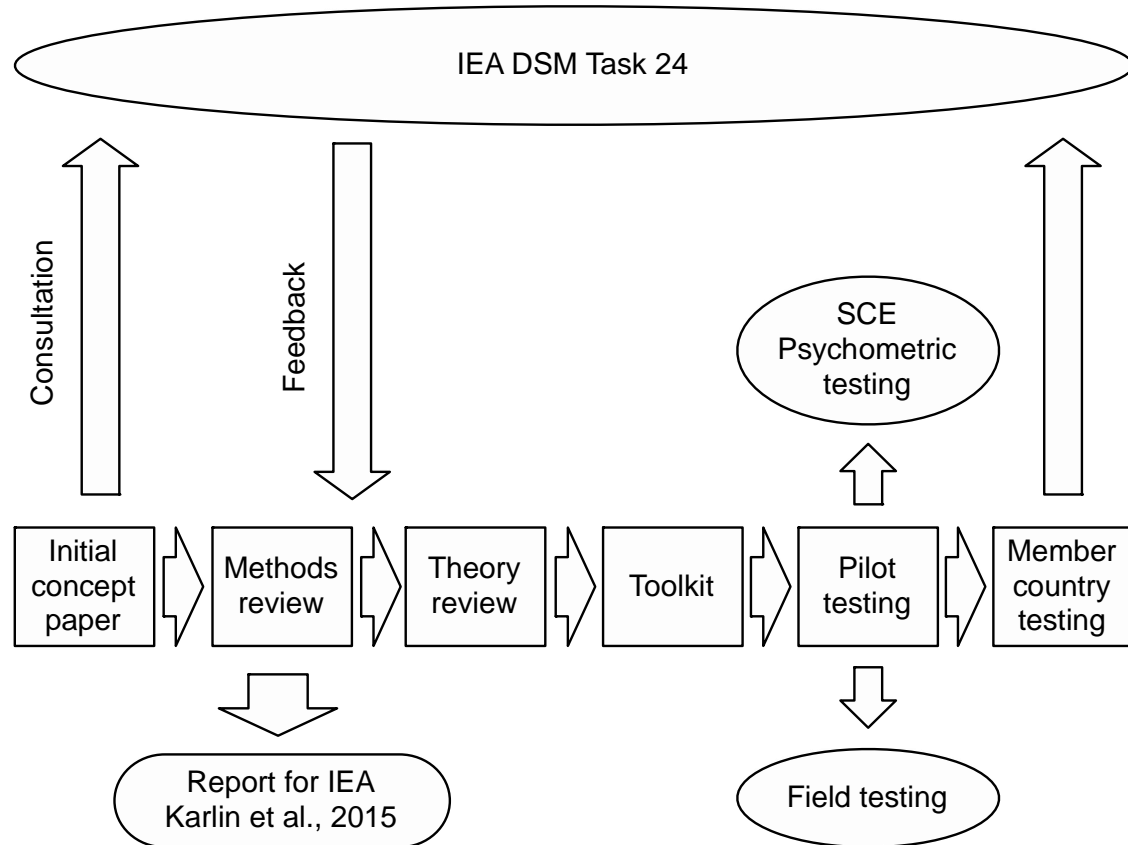 IEA DSM Task 24
Consultation
Feedback
SCE
Psychometric
testing
Initial
concept
paper
Methods
review
Theory
review
Toolkit
Pilot
testing
Member
country
testing
Report for IEA
Karlin et al., 2015
Field testing